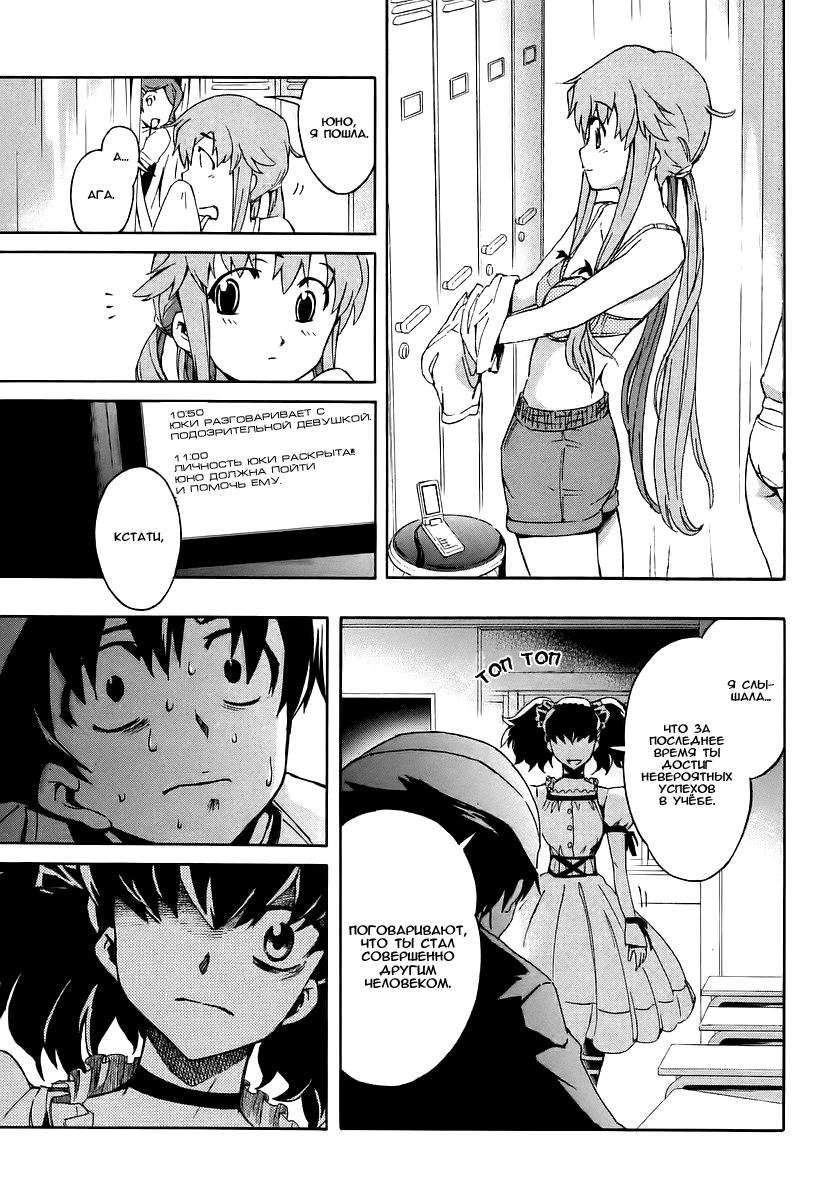 ЮНО,
Я ПОШЛА.
А...
АГА.
10:50
ЮКИ РАЗГОВАРИВАЕТ С
ПОДОЗРИТЕЛЬНОЙ ДЕВУШКОЙ.
11:00
ЛИЧНОСТЬ ЮКИ РАСКРЫТА!!
ЮНО ДОЛЖНА ПОЙТИ
И ПОМОЧЬ ЕМУ.
КСТАТИ,
Я СЛЫ-
ШАЛА...
ЧТО ЗА
ПОСЛЕДНЕЕ
ВРЕМЯ ТЫ
ДОСТИГ
НЕВЕРОЯТНЫХ
УСПЕХОВ
В УЧЁБЕ.
ТОП ТОП
ПОГОВАРИВАЮТ,
ЧТО ТЫ СТАЛ
СОВЕРШЕННО
ДРУГИМ
ЧЕЛОВЕКОМ.